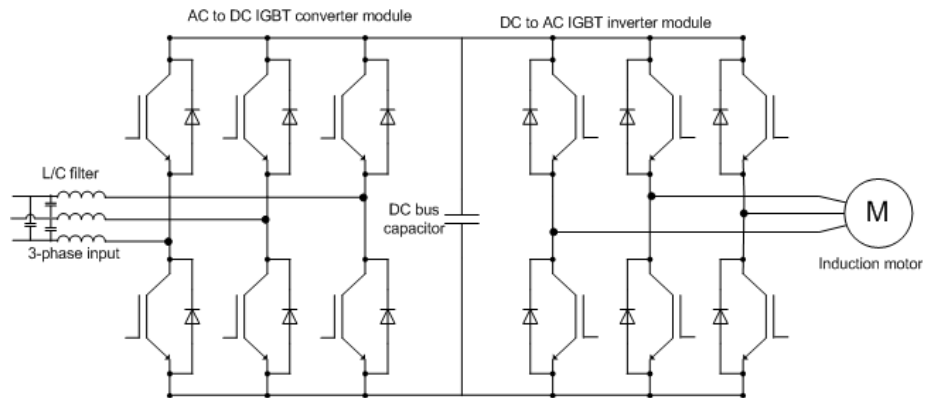 AC to DC IGBT converter module
DC to AC IGBT inverter module
L/C filter
3-phase input
DC bus
capacitor
M
Induction motor